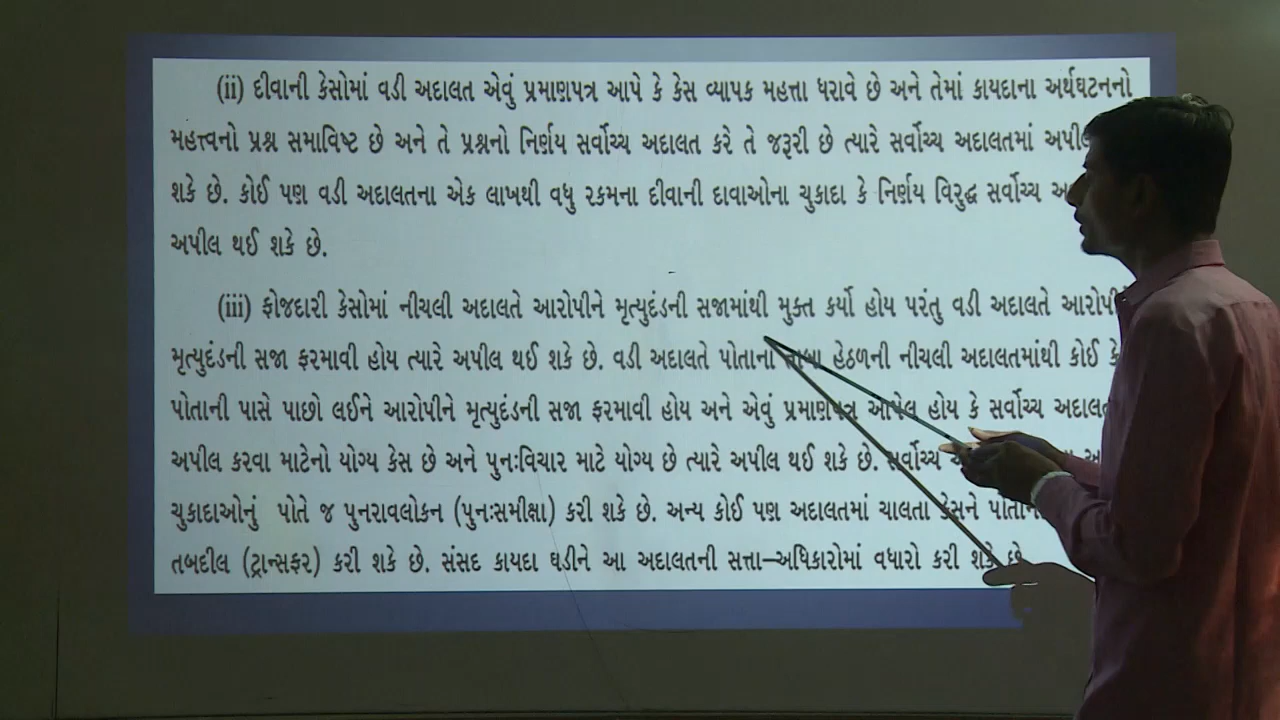 (ii) દીવાની કેસોમાં વડી અદાલત એવું પ્રમાણપત્ર આપે કે કેસ વ્યાપક મહત્તા ધરાવે છે અને તેમાં કાયદાના અર્થઘટનનો
મહત્ત્વનો પ્રશ્ન સમાવિષ્ટ છે અને તે પ્રશ્નનો નિર્ણય સર્વોચ્ચ અદાલત કરે તે જરૂરી છે ત્યારે સર્વોચ્ચ અદાલતમાં અપીલ
શકે છે. કોઈ પણ વડી અદાલતના એક લાખથી વધુ રકમના દીવાની દાવાઓના ચુકાદા કે નિર્ણય વિરુદ્ધ સર્વોચ્ચ
અપીલ થઈ શકે છે.
(iii) ફોજદારી કેસોમાં નીચલી અદાલતે આરોપીને મૃત્યુદંડની સજામાંથી મુક્ત કર્યો હોય પરંતુ વડી અદાલતે
મૃત્યુદંડની સજા ફરમાવી હોય ત્યારે અપીલ થઈ શકે છે. વડી અદાલતે પોતાના તાબા હેઠળની નીચલી અદાલતમાંથી કોઈ
પોતાની પાસે પાછો લઈને આરોપીને મૃત્યુદંડની સજા ફરમાવી હોય અને એવું પ્રમાણપત્ર આપેલ હોય કે સર્વોચ્ચ
અપીલ કરવા માટેનો યોગ્ય કેસ છે અને પુનઃવિચાર માટે યોગ્ય છે ત્યારે અપીલ થઈ શકે છે. સર્વોચ્ચ
ચુકાદાઓનું પોતે જ પુનરાવલોકન (પુનઃસમીક્ષા) કરી શકે છે. અન્ય કોઈ પણ અદાલતમાં ચાલતા કેસને
તબદીલ (ટ્રાન્સફર) કરી શકે છે. સંસદ કાયદા ઘડીને આ અદાલતની સત્તા–અધિકારોમાં વધારો કરી શકે છે